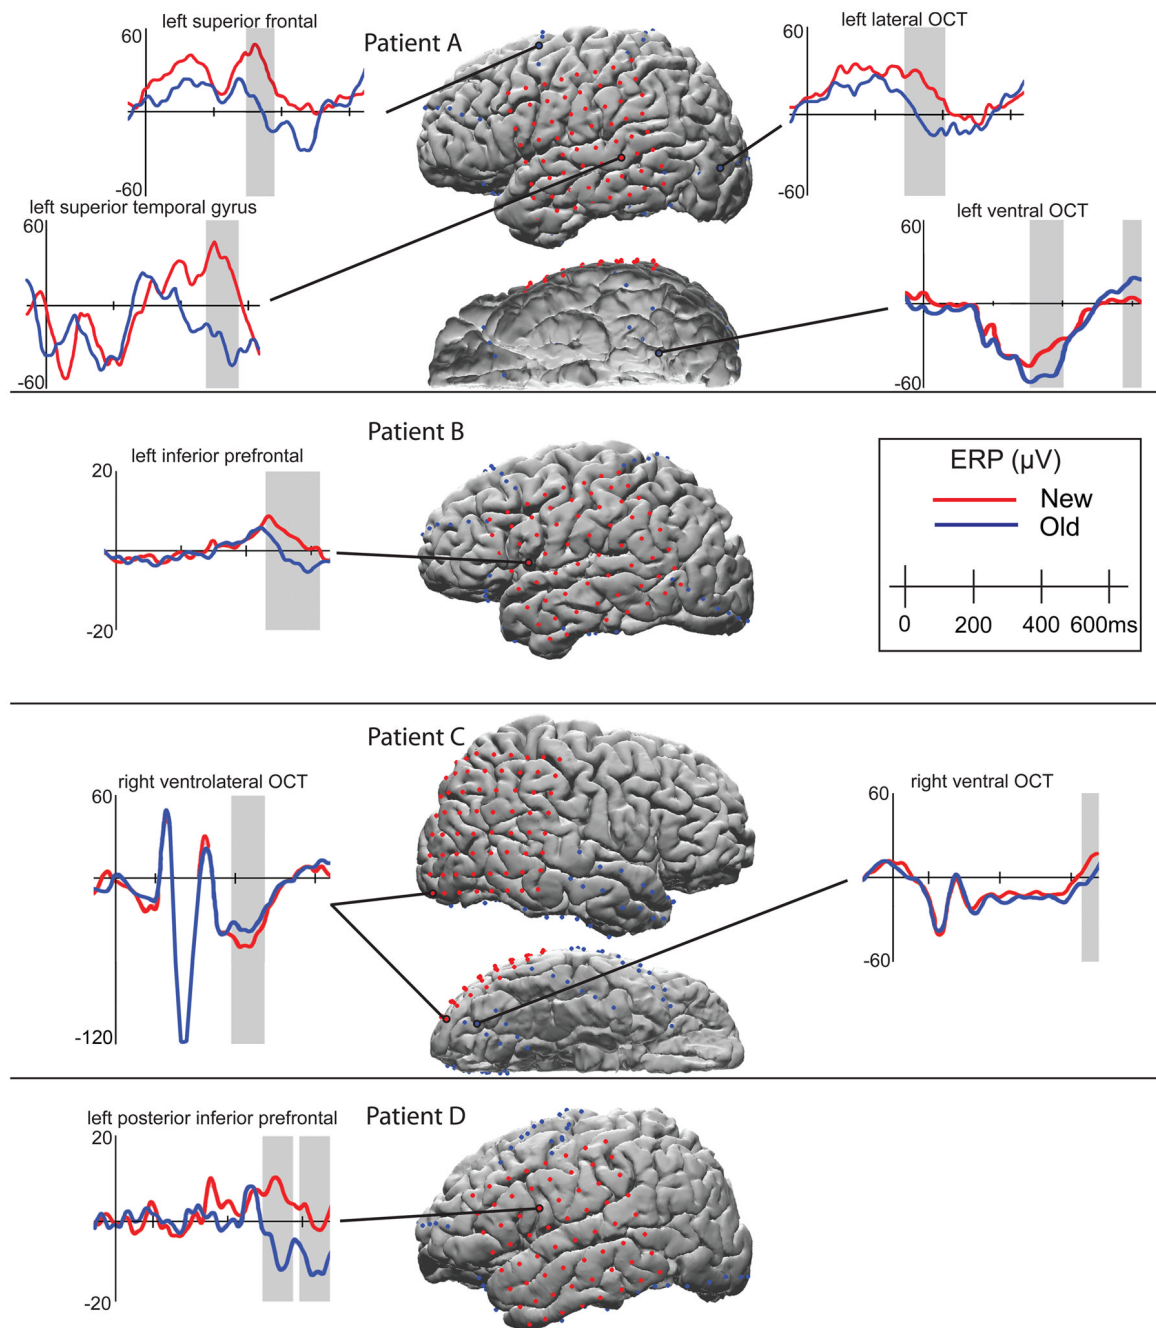 left superior frontal
60
-60
Patient A
left lateral OCT
60
-60
left superior temporal gyrus
60
-60
left ventral OCT
60
-60
Patient B
left inferior prefrontal
20
-20
ERP (µV)
New
Old
0 200 400 600ms
Patient C
right ventrolateral OCT
60
-120
right ventral OCT
60
-60
Patient D
left posterior inferior prefrontal
20
-20